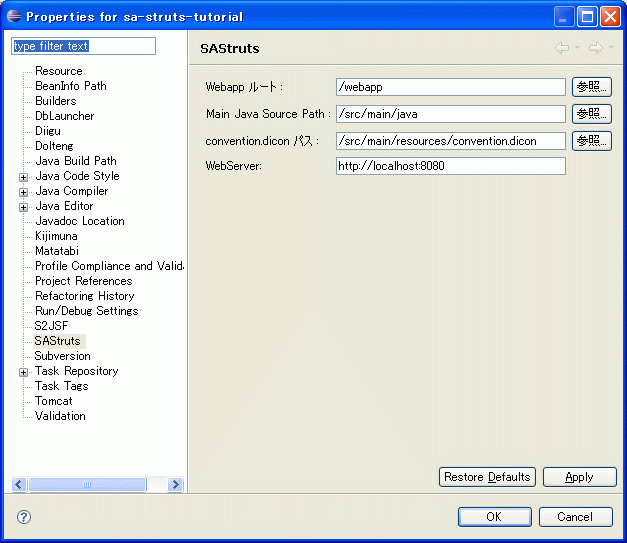 Properties for sa-struts-tutorial
type filter text
Resource
BeanInfo Path
Builders
DbLauncher
Diigu
Dolteng
Java Build Path
Java Code Style
Java Compiler
Java Editor
Javadoc Location
Kijimuna
Matatabi
Profile Compliance and Valida
Project References
Refactoring History
Run/Debug Settings
S2JSF
SAStruts
Subversion
Task Repository
Task Tags
Tomcat
Validation
SAStruts
Webapp ルート : /webapp 参照...
Main Java Source Path : /src/main/java 参照...
convention.dicon パス : /src/main/resources/convention.dicon 参照...
WebServer: http://localhost:8080
Restore Defaults Apply
OK Cancel